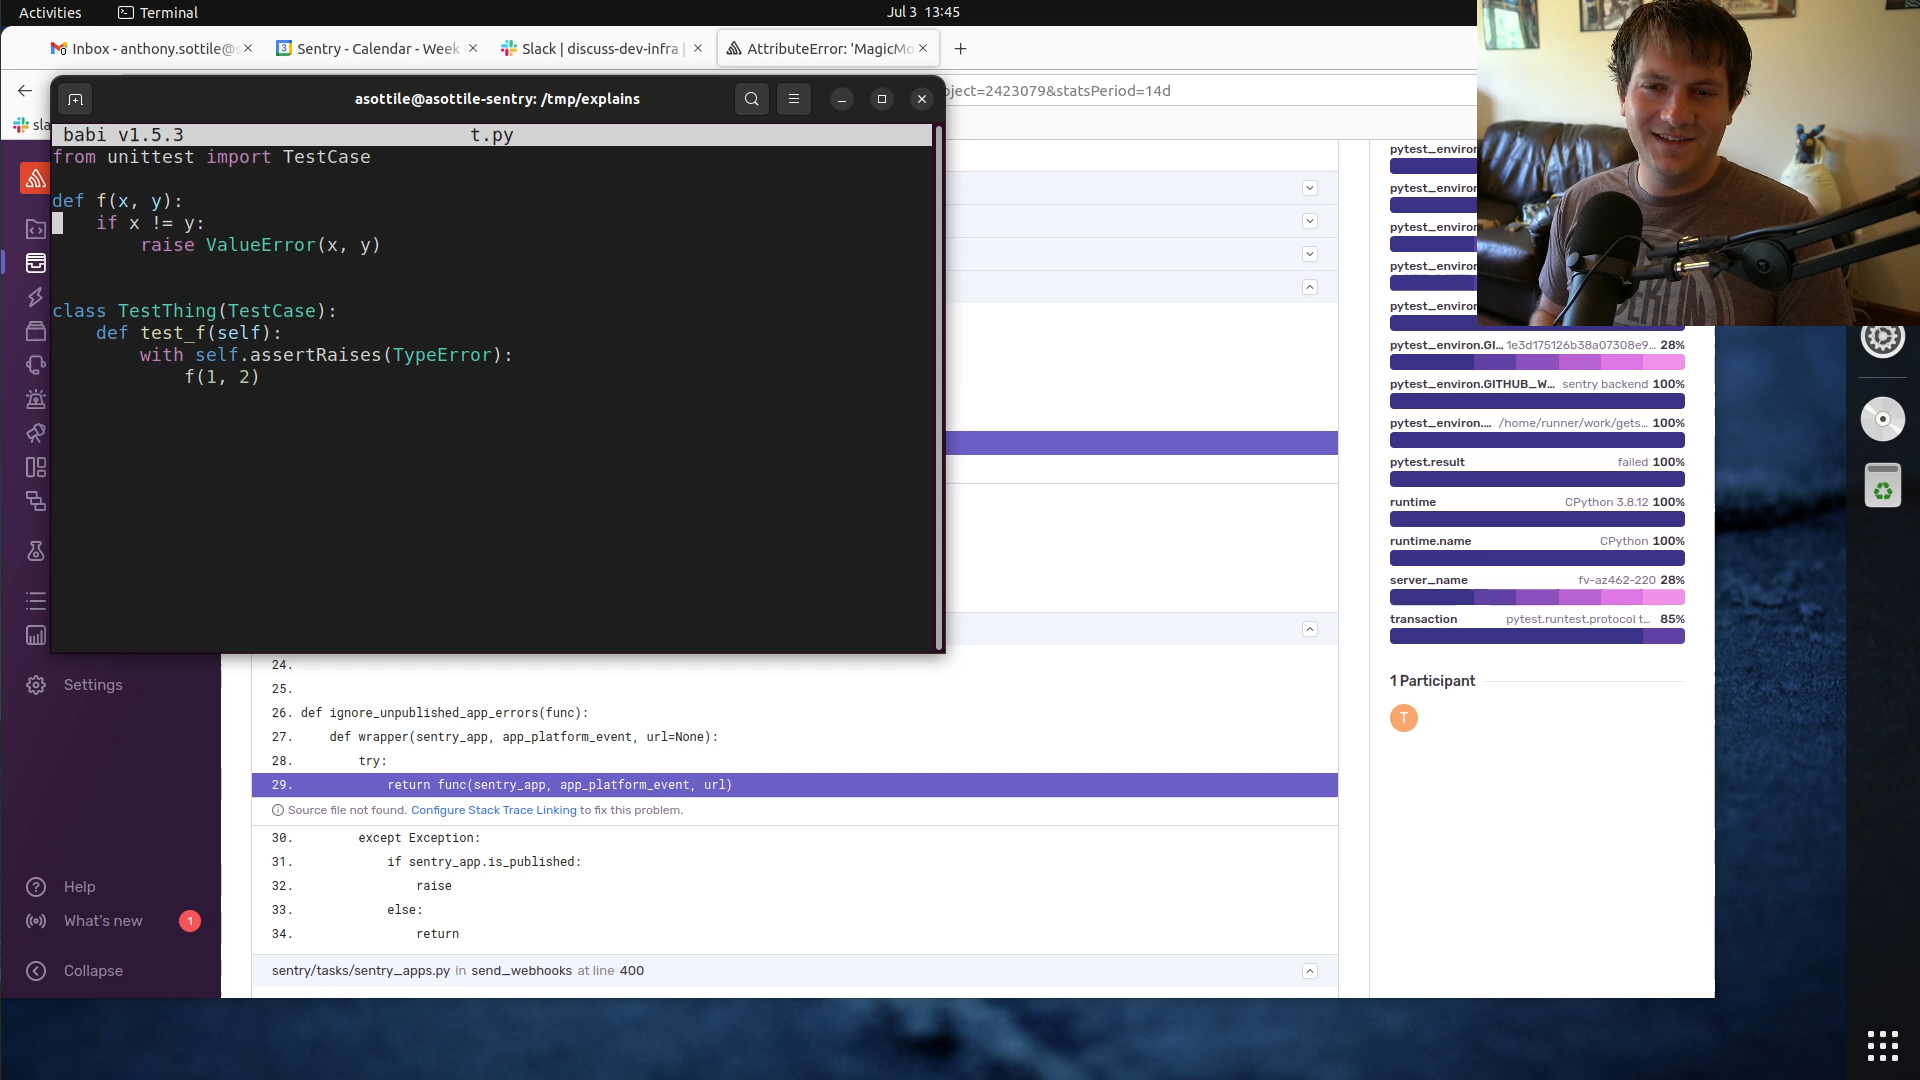 Activities
Terminal
Jul 3 13:45
Inbox - anthony.sottile@
Sentry - Calendar - Week
Slack | discuss-dev-infra |
AttributeError: 'MagicMo
ject=2423079&statsPeriod=14d
sla
asottile@asottile-sentry: /tmp/explains
babi v1.5.3 t.py
from unittest import TestCase
def f(x, y):
if x != y:
raise ValueError(x, y)
class TestThing(TestCase):
def test_f(self):
with self.assertRaises(TypeError):
f(1, 2)
Settings
Help
What's new 1
Collapse
24.
25.
26. def ignore_unpublished_app_errors(func):
27. def wrapper(sentry_app, app_platform_event, url=None):
28. try:
29. return func(sentry_app, app_platform_event, url)
Source file not found. Configure Stack Trace Linking to fix this problem.
30. except Exception:
31. if sentry_app.is_published:
32. raise
33. else:
34. return
sentry/tasks/sentry_apps.py in send_webhooks at line 400
pytest_environ
pytest_environ
pytest_environ
pytest_environ
pytest_environ
pytest_environ.GI... 1e3d175126b38a07308e9... 28%
pytest_environ.GITHUB_W... sentry backend 100%
pytest_environ.... /home/runner/work/gets... 100%
pytest.result failed 100%
runtime CPython 3.8.12 100%
runtime.name CPython 100%
server_name fv-az462-220 28%
transaction pytest.runtest.protocol t... 85%
1 Participant
T